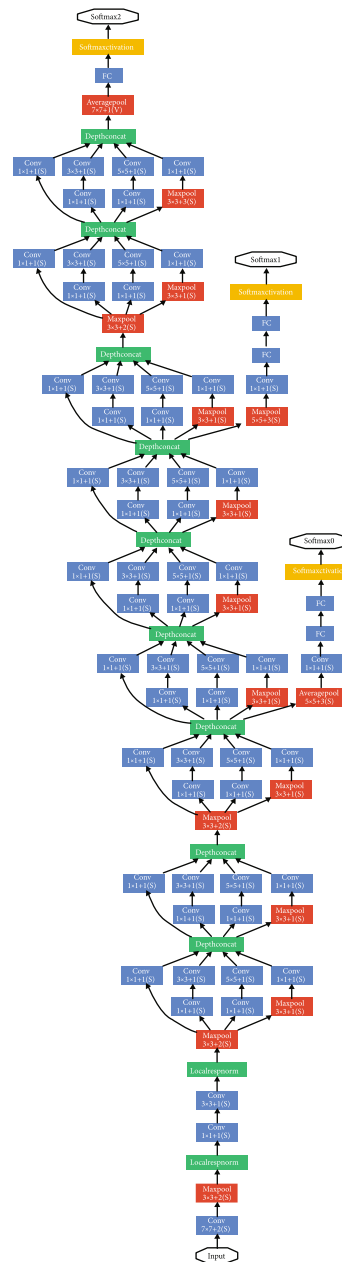 Softmax2
Softmaxctivation
FC
Averagepool
7×7+1(V)
Depthconcat
Conv
1×1+1(S)
Conv
3×3+1(S)
Conv
5×5+1(S)
Conv
1×1+1(S)
Conv
1×1+1(S)
Conv
1×1+1(S)
Maxpool
3×3+3(S)
Depthconcat
Conv
1×1+1(S)
Conv
3×3+1(S)
Conv
5×5+1(S)
Conv
1×1+1(S)
Conv
1×1+1(S)
Conv
1×1+1(S)
Maxpool
3×3+1(S)
Maxpool
3×3+2(S)
Softmax1
Softmaxctivation
FC
FC
Conv
1×1+1(S)
Maxpool
5×5+3(S)
Depthconcat
Conv
1×1+1(S)
Conv
3×3+1(S)
Conv
5×5+1(S)
Conv
1×1+1(S)
Conv
1×1+1(S)
Conv
1×1+1(S)
Maxpool
3×3+1(S)
Depthconcat
Conv
1×1+1(S)
Conv
3×3+1(S)
Conv
5×5+1(S)
Conv
1×1+1(S)
Conv
1×1+1(S)
Conv
1×1+1(S)
Maxpool
3×3+1(S)
Depthconcat
Conv
1×1+1(S)
Conv
3×3+1(S)
Conv
5×5+1(S)
Conv
1×1+1(S)
Conv
1×1+1(S)
Conv
1×1+1(S)
Maxpool
3×3+1(S)
Softmax0
Softmaxctivation
FC
FC
Conv
1×1+1(S)
Averagepool
5×5+3(S)
Depthconcat
Conv
1×1+1(S)
Conv
3×3+1(S)
Conv
5×5+1(S)
Conv
1×1+1(S)
Conv
1×1+1(S)
Conv
1×1+1(S)
Maxpool
3×3+1(S)
Depthconcat
Conv
1×1+1(S)
Conv
3×3+1(S)
Conv
5×5+1(S)
Conv
1×1+1(S)
Conv
1×1+1(S)
Conv
1×1+1(S)
Maxpool
3×3+1(S)
Maxpool
3×3+2(S)
Depthconcat
Conv
1×1+1(S)
Conv
3×3+1(S)
Conv
5×5+1(S)
Conv
1×1+1(S)
Conv
1×1+1(S)
Conv
1×1+1(S)
Maxpool
3×3+1(S)
Depthconcat
Conv
1×1+1(S)
Conv
3×3+1(S)
Conv
5×5+1(S)
Conv
1×1+1(S)
Conv
1×1+1(S)
Conv
1×1+1(S)
Maxpool
3×3+1(S)
Maxpool
3×3+2(S)
Localrespnorm
Conv
3×3+1(S)
Conv
1×1+1(S)
Localrespnorm
Maxpool
3×3+2(S)
Conv
7×7+2(S)
Input